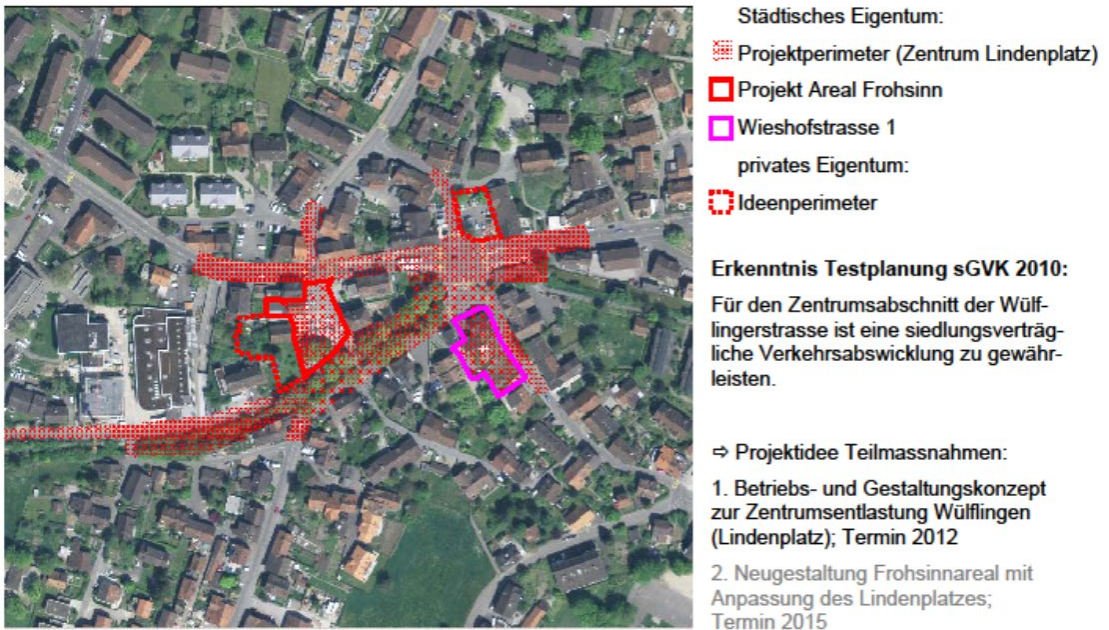 Städtisches Eigentum:
Projektperimeter (Zentrum Lindenplatz)
Projekt Areal Frohsinn
Wieshofstrasse 1
privates Eigentum:
Ideenperimeter
Erkenntnis Testplanung sGVK 2010:
Für den Zentrumsabschnitt der Wülf-
lingerstrasse ist eine siedlungsverträg-
liche Verkehrsabswicklung zu gewähr-
leisten.
⇨ Projektidee Teilmassnahmen:
1. Betriebs- und Gestaltungskonzept
zur Zentrumsentlastung Wülflingen
(Lindenplatz); Termin 2012
2. Neugestaltung Frohsinnareal mit
Anpassung des Lindenplatzes;
Termin 2015